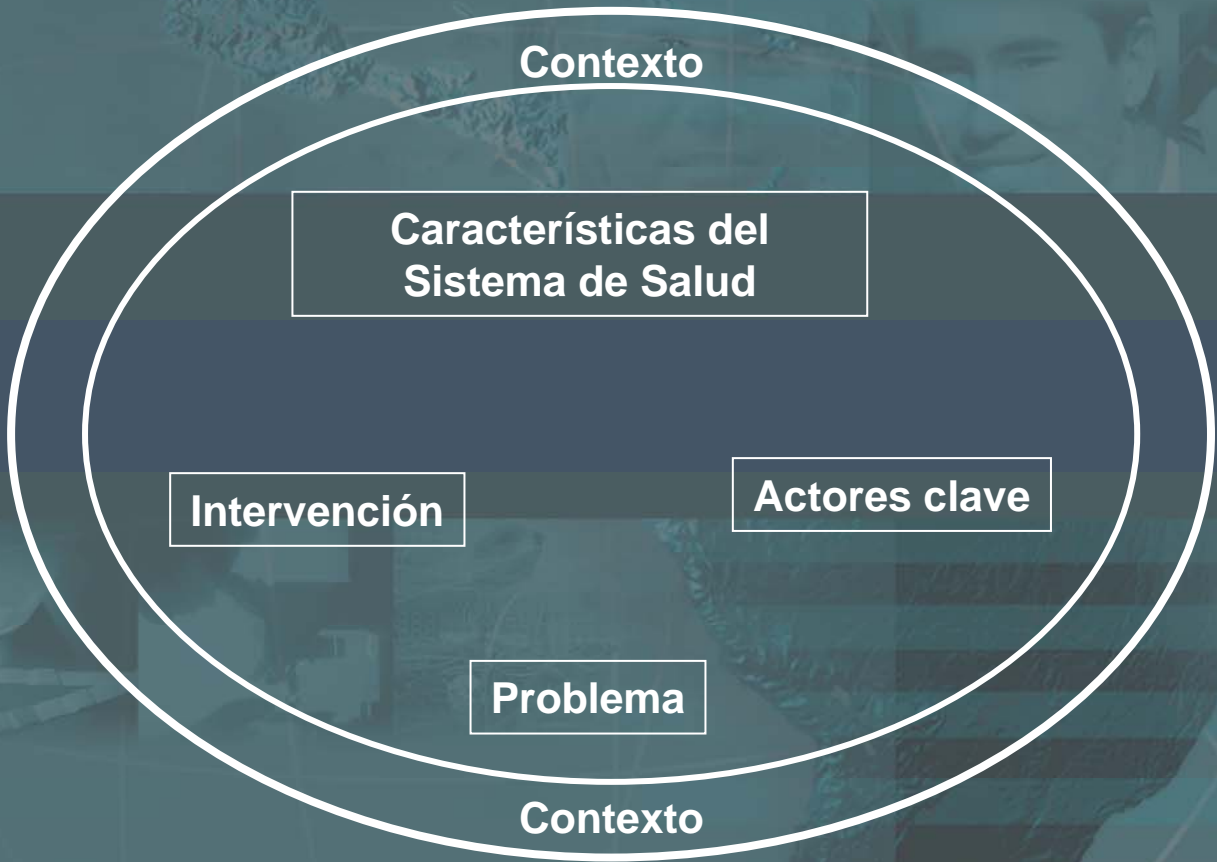 Contexto
Características del
Sistema de Salud
Intervención
Actores clave
Problema
Contexto